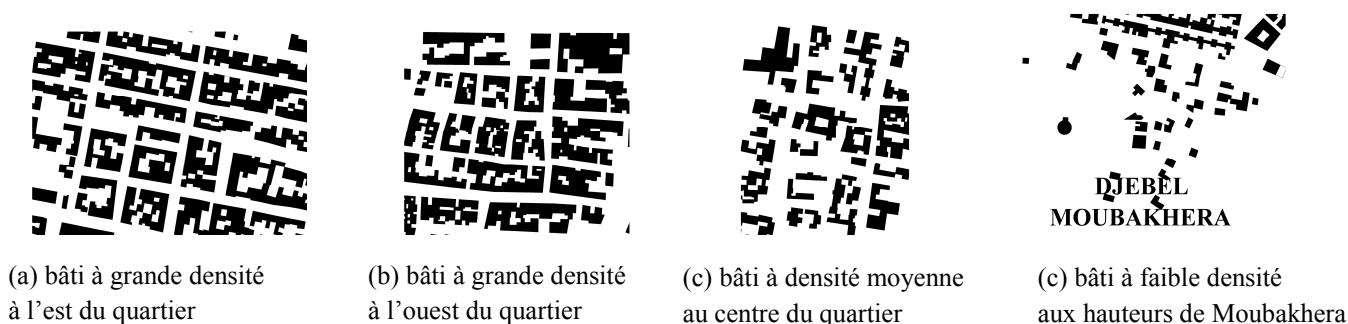 DJEBEL
MOUBAKHERA
(a) bâti à grande densité
à l’est du quartier
(b) bâti à grande densité
à l’ouest du quartier
(c) bâti à densité moyenne
au centre du quartier
(c) bâti à faible densité
aux hauteurs de Moubakhera